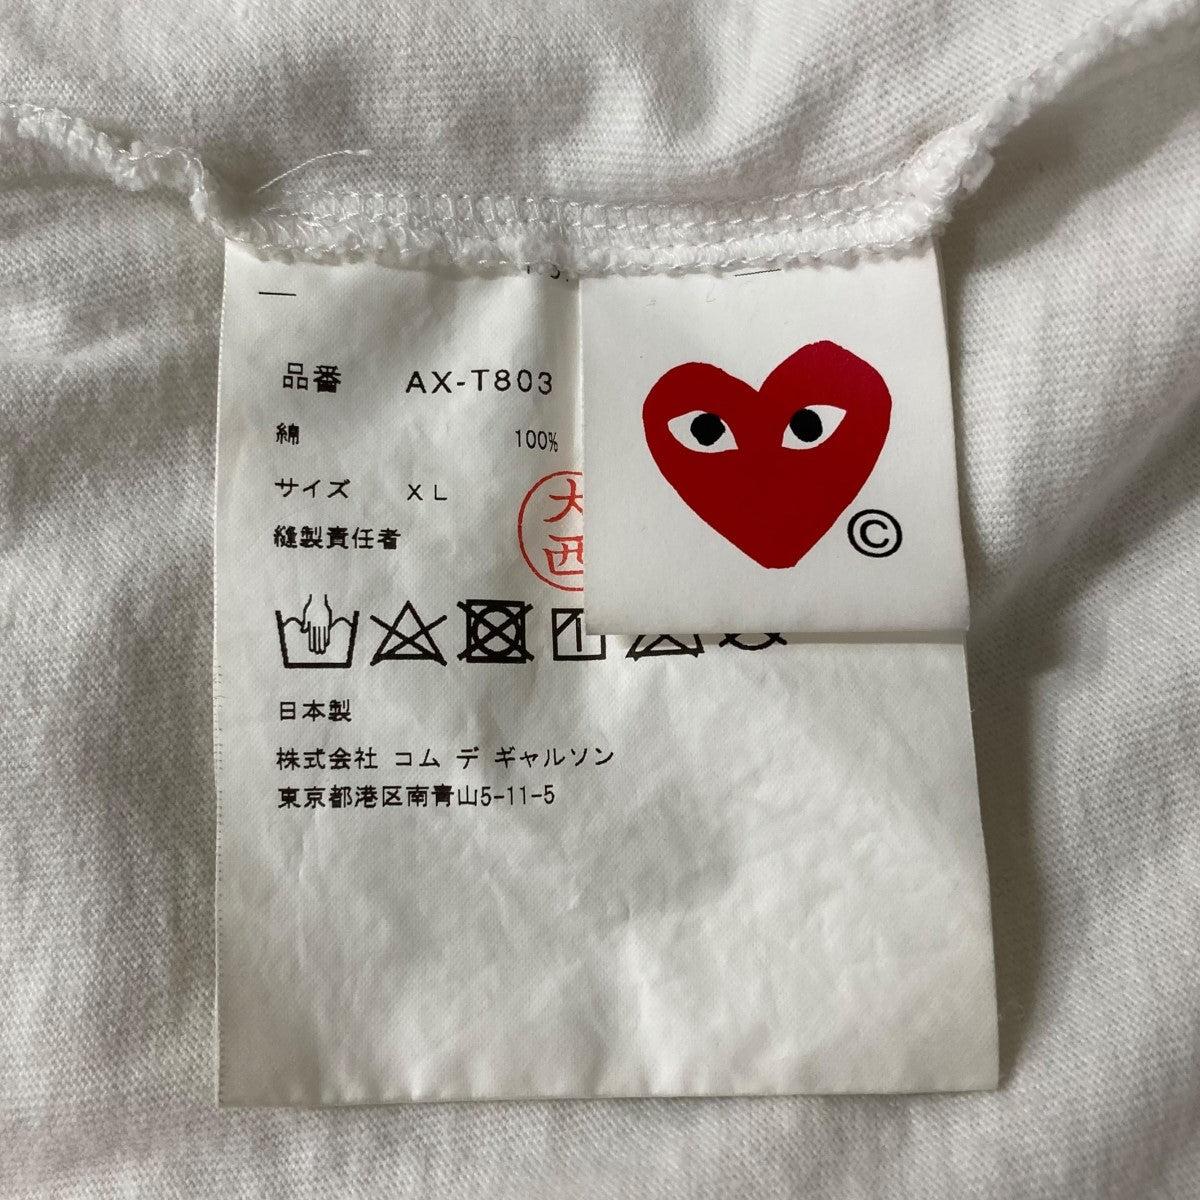 品番 AX-T803
綿 100%
サイズ XL
縫製責任者
大西
©
日本製
株式会社 コム デ ギャルソン
東京都港区南青山5-11-5